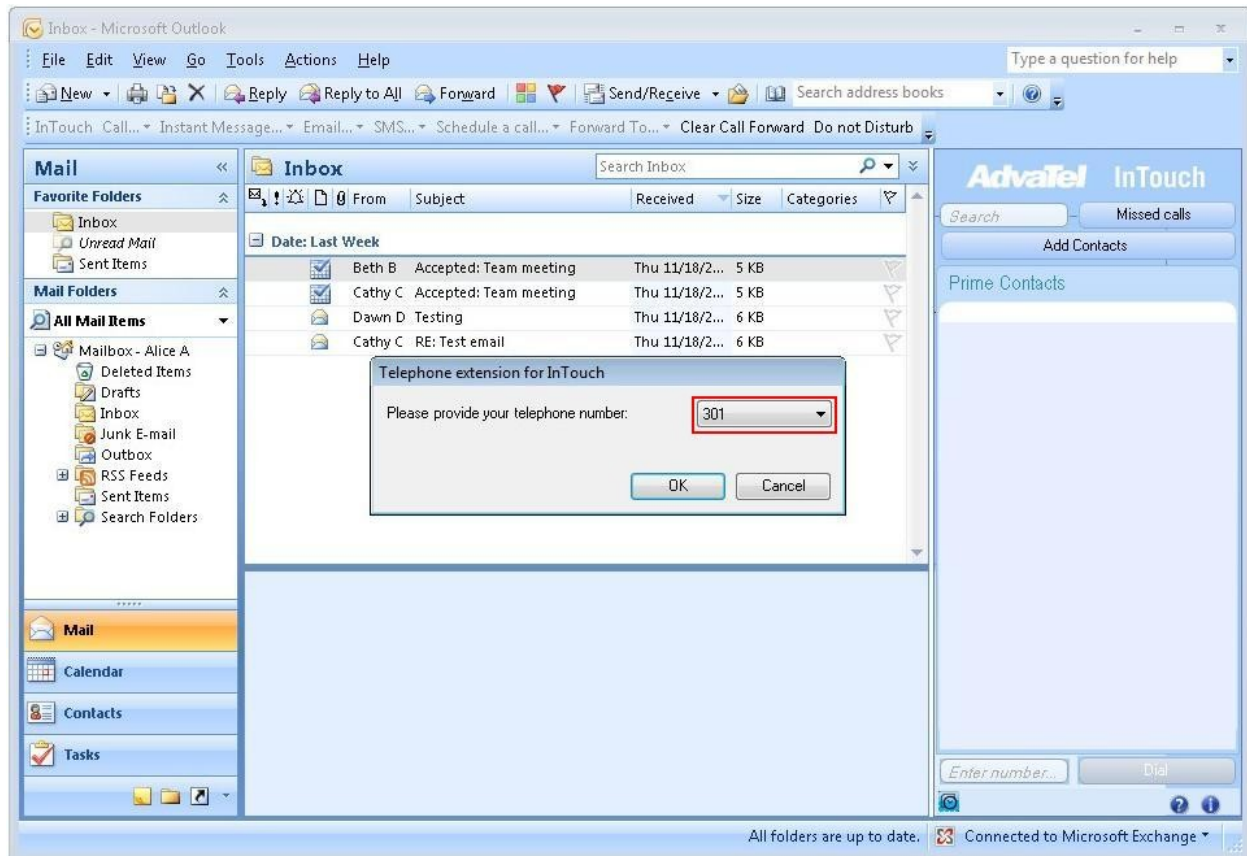 Inbox - Microsoft Outlook
File Edit View Go Tools Actions Help
Type a question for help
New Reply Reply to All Forward Send/Receive Search address books
InTouch Call... Instant Message... Email... SMS... Schedule a call... Forward To... Clear Call Forward Do not Disturb
Mail «
Favorite Folders
Inbox
Unread Mail
Sent Items
Mail Folders
All Mail Items
Mailbox - Alice A
Deleted Items
Drafts
Inbox
Junk E-mail
Outbox
RSS Feeds
Sent Items
Search Folders
Mail
Calendar
Contacts
Tasks
Inbox Search Inbox
From Subject Received Size Categories
Date: Last Week
Beth B Accepted: Team meeting Thu 11/18/2... 5 KB
Cathy C Accepted: Team meeting Thu 11/18/2... 5 KB
Dawn D Testing Thu 11/18/2... 6 KB
Cathy C RE: Test email Thu 11/18/2... 6 KB
Telephone extension for InTouch
Please provide your telephone number: 301
OK Cancel
AdvaTel InTouch
Search Missed calls
Add Contacts
Prime Contacts
Enter number... Dial
All folders are up to date. Connected to Microsoft Exchange